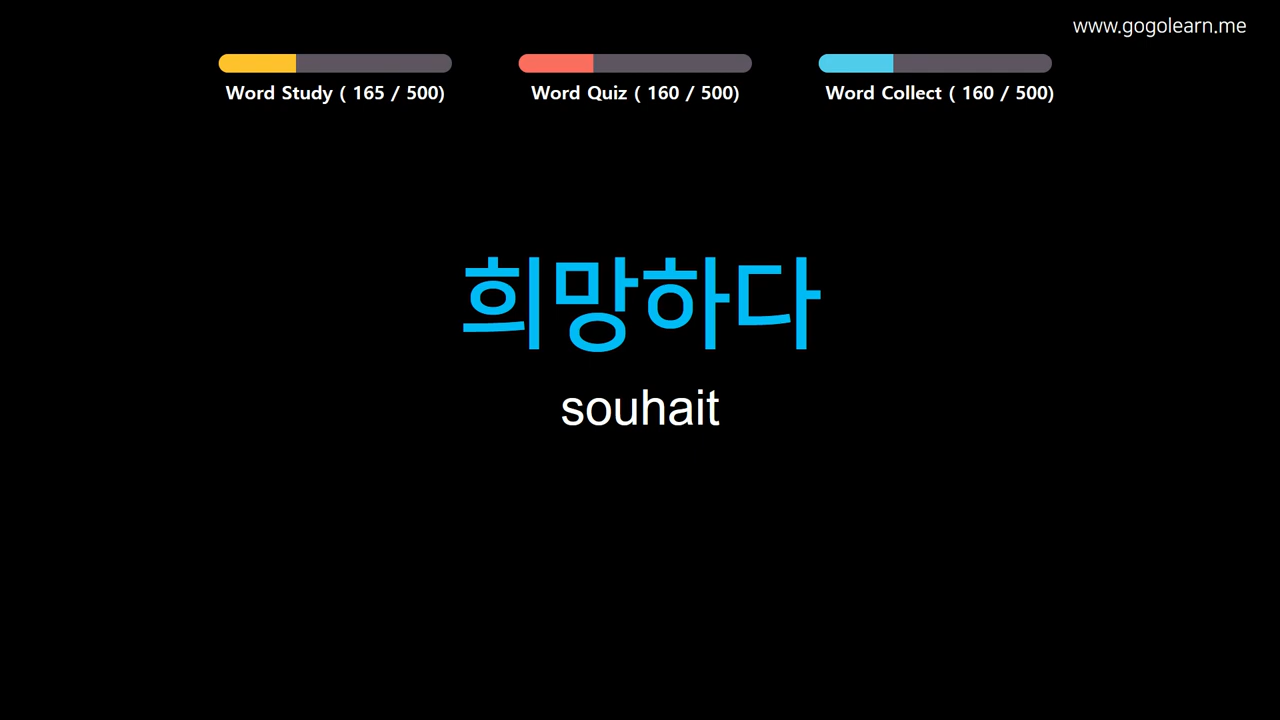 www.gogolearn.me
Word Study ( 165 / 500)
Word Quiz ( 160 / 500)
Word Collect ( 160 / 500)
희망하다
souhait